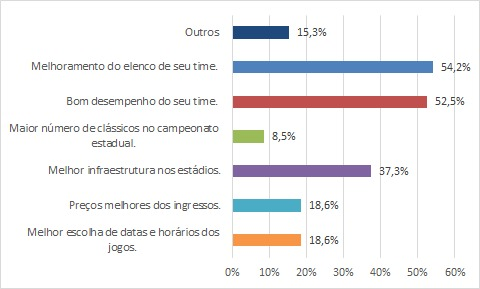 Outros
15,3%
Melhoramento do elenco de seu time.
54,2%
Bom desempenho do seu time.
52,5%
Maior número de clássicos no campeonato
estadual.
8,5%
Melhor infraestrutura nos estádios.
37,3%
Preços melhores dos ingressos.
18,6%
Melhor escolha de datas e horários dos
jogos.
18,6%
0% 10% 20% 30% 40% 50% 60%